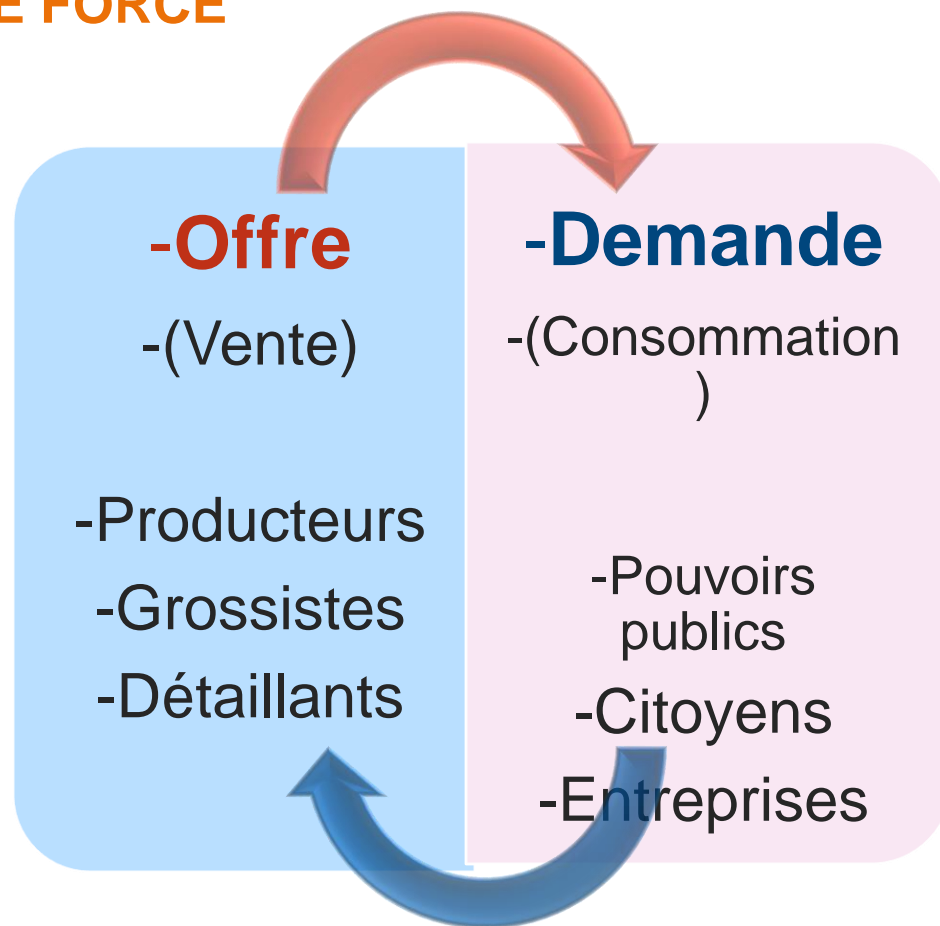 E FORCE
-Offre
-(Vente)
-Producteurs
-Grossistes
-Détaillants
-Demande
-(Consommation
)
-Pouvoirs
publics
-Citoyens
-Entreprises